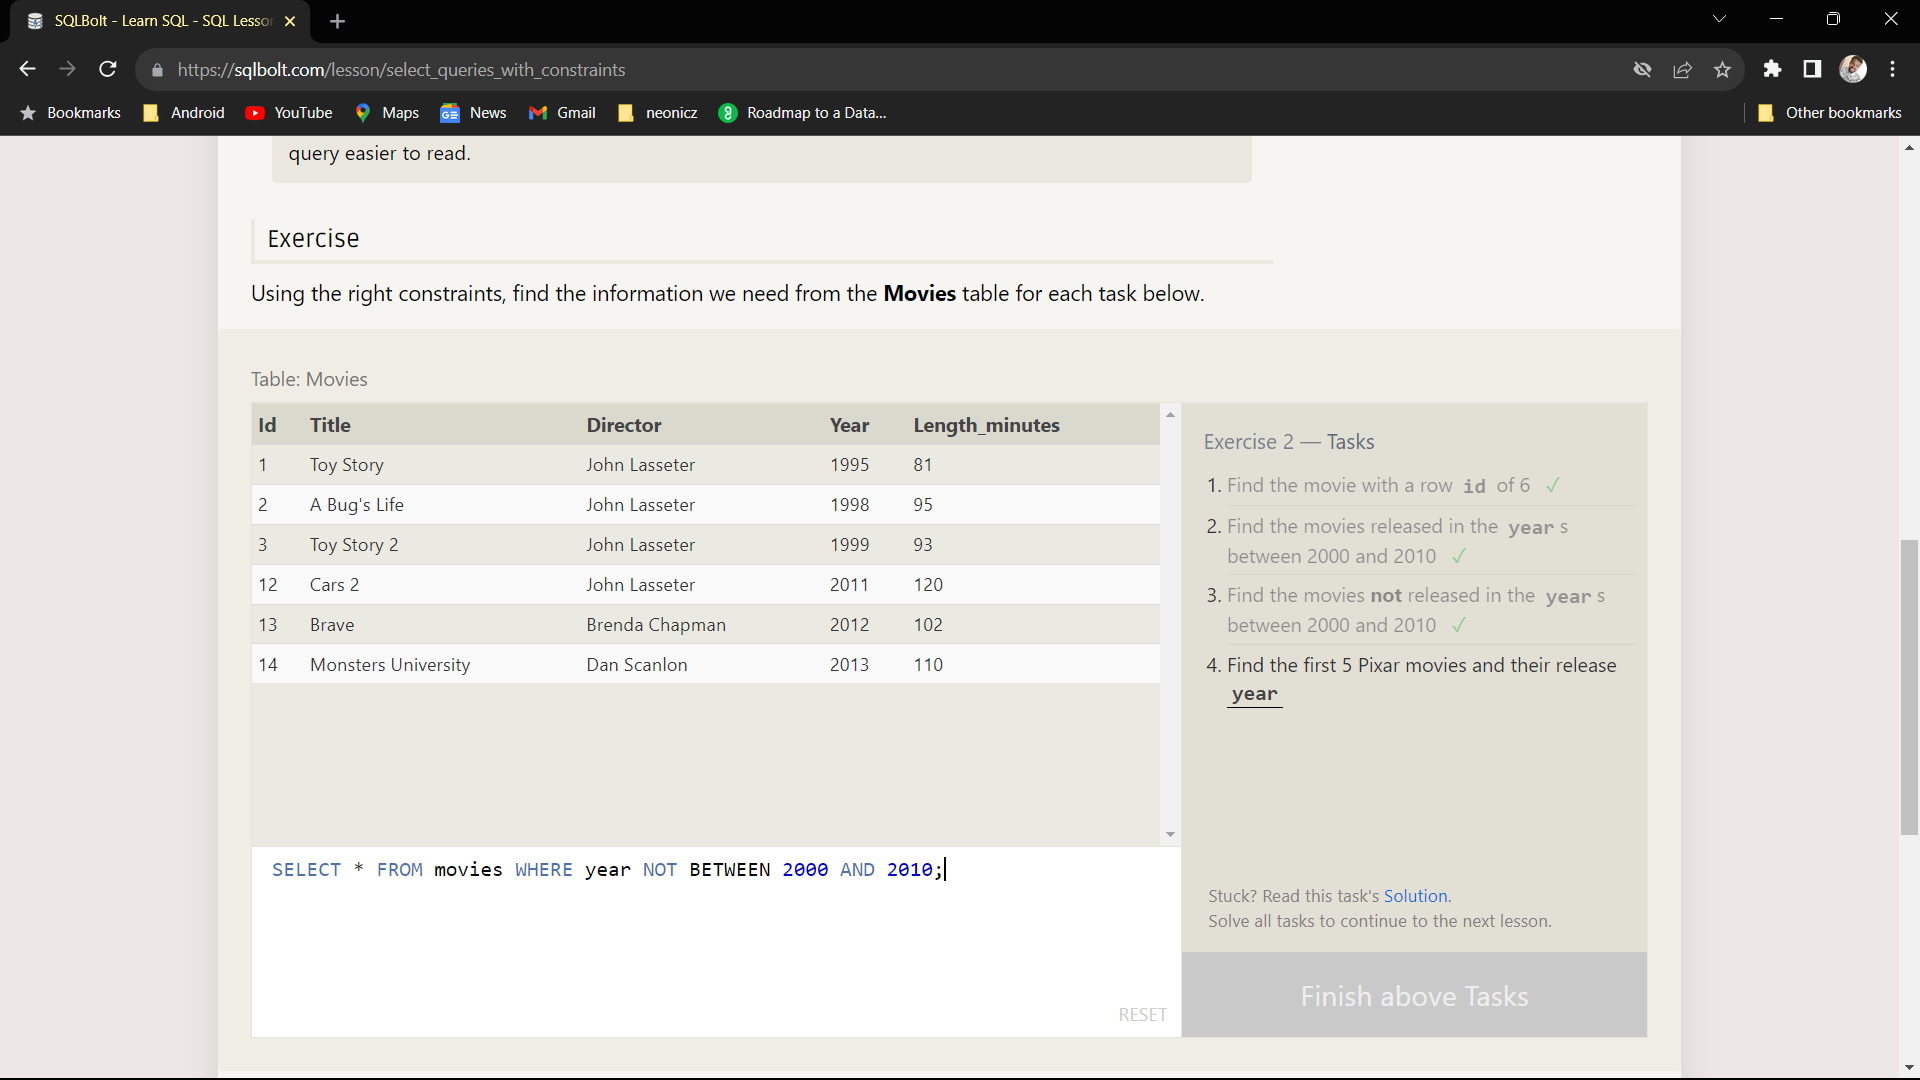 SQLBolt - Learn SQL - SQL Lesso
https://sqlbolt.com/lesson/select_queries_with_constraints
Bookmarks Android YouTube Maps News Gmail neonicz Roadmap to a Data... Other bookmarks
query easier to read.
Exercise
Using the right constraints, find the information we need from the Movies table for each task below.
Table: Movies
Id Title Director Year Length_minutes
1 Toy Story John Lasseter 1995 81
2 A Bug's Life John Lasseter 1998 95
3 Toy Story 2 John Lasseter 1999 93
12 Cars 2 John Lasseter 2011 120
13 Brave Brenda Chapman 2012 102
14 Monsters University Dan Scanlon 2013 110
SELECT * FROM movies WHERE year NOT BETWEEN 2000 AND 2010;
RESET
Exercise 2 — Tasks
1. Find the movie with a row id of 6 ✓
2. Find the movies released in the year s
between 2000 and 2010 ✓
3. Find the movies not released in the year s
between 2000 and 2010 ✓
4. Find the first 5 Pixar movies and their release
year
Stuck? Read this task's Solution.
Solve all tasks to continue to the next lesson.
Finish above Tasks